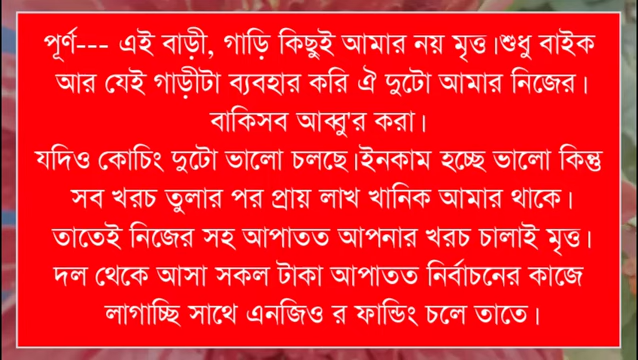 পূর্ণ--- এই বাড়ী, গাড়ি কিছুই আমার নয় মৃত্ত।শুধু বাইক
আর যেই গাড়ীটা ব্যবহার করি ঐ দুটো আমার নিজের।
বাকিসব আব্বু'র করা।
যদিও কোচিং দুটো ভালো চলছে।ইনকাম হচ্ছে ভালো কিন্তু
সব খরচ তুলার পর প্রায় লাখ খানিক আমার থাকে।
তাতেই নিজের সহ আপাতত আপনার খরচ চালাই মৃত্ত।
দল থেকে আসা সকল টাকা আপাতত নির্বাচনের কাজে
লাগাচ্ছি সাথে এনজিও র ফান্ডিং চলে তাতে।